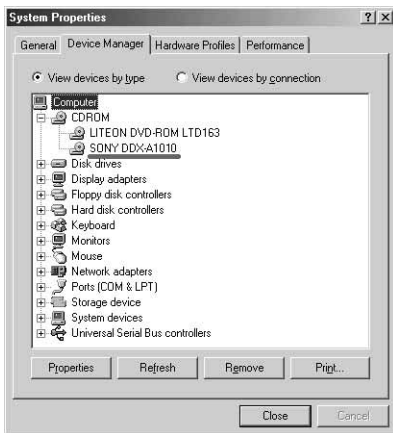 System Properties
? ×
General Device Manager Hardware Profiles Performance
View devices by type View devices by connection
Computer
CDROM
LITEON DVD-ROM LTD163
SONY DDX-A1010
Disk drives
Display adapters
Floppy disk controllers
Hard disk controllers
Keyboard
Monitors
Mouse
Network adapters
Ports (COM & LPT)
Storage device
System devices
Universal Serial Bus controllers
Properties Refresh Remove Print...
Close Cancel